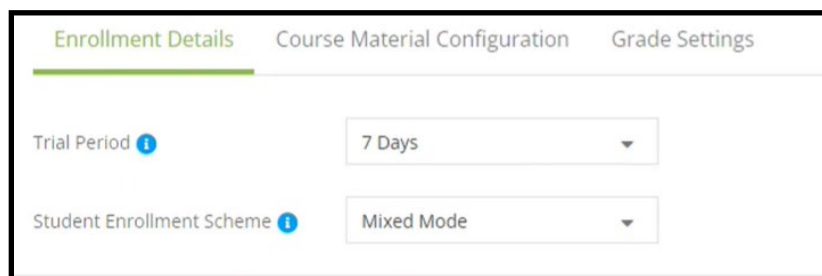 Enrollment Details Course Material Configuration Grade Settings
Trial Period 7 Days
Student Enrollment Scheme Mixed Mode